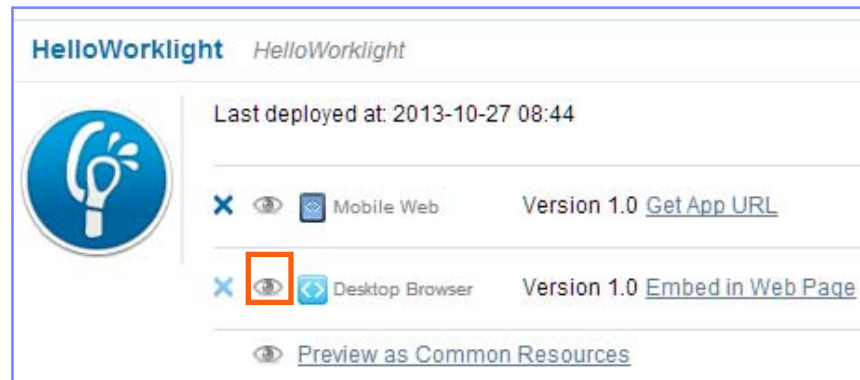 HelloWorklight HelloWorklight
Last deployed at: 2013-10-27 08:44
Mobile Web Version 1.0 Get App URL
Desktop Browser Version 1.0 Embed in Web Page
Preview as Common Resources